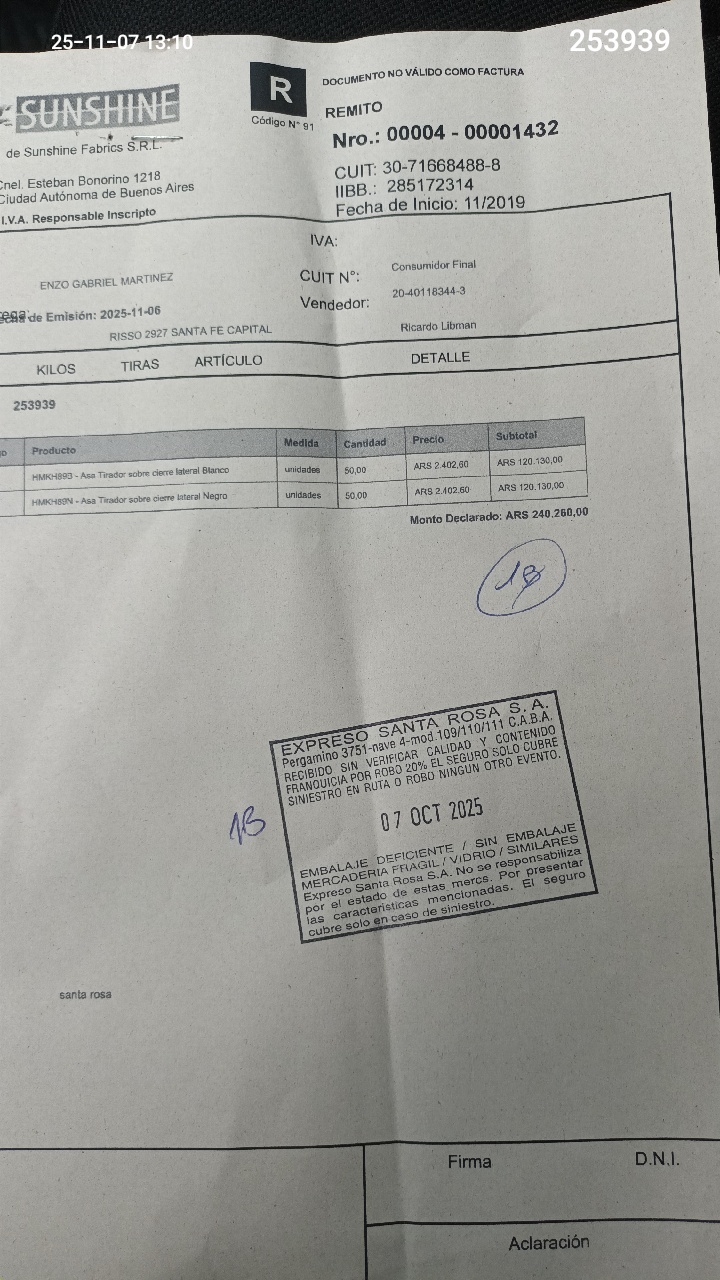 25-11-07 13:10
253939
SUNSHINE
de Sunshine Fabrics S.R.L.
Cnel. Esteban Bonorino 1218
Ciudad Autónoma de Buenos Aires
I.V.A. Responsable Inscripto
R
Código N° 91
DOCUMENTO NO VÁLIDO COMO FACTURA
REMITO
Nro.: 00004 - 00001432
CUIT: 30-71668488-8
IIBB.: 285172314
Fecha de Inicio: 11/2019
IVA:
ENZO GABRIEL MARTINEZ
CUIT N°:
Consumidor Final
Vendedor:
20-40118344-3
de Emisión: 2025-11-06
RISSO 2927 SANTA FE CAPITAL
Ricardo Libman
KILOS TIRAS ARTÍCULO DETALLE
253939
Producto Medida Cantidad Precio Subtotal
HMKH89B - Asa Tirador sobre cierre lateral Blanco unidades 50,00 ARS 2.402,60 ARS 120.130,00
HMKH89N - Asa Tirador sobre cierre lateral Negro unidades 50,00 ARS 2.402,60 ARS 120.130,00
Monto Declarado: ARS 240.260,00
EXPRESO SANTA ROSA S.A.
Pergamino 3751-nave 4-mod.109/110/111 C.A.B.A.
RECIBIDO SIN VERIFICAR CALIDAD Y CONTENIDO
FRANQUICIA POR ROBO 20% EL SEGURO SOLO CUBRE
SINIESTRO EN RUTA O ROBO NINGUN OTRO EVENTO.
07 OCT 2025
EMBALAJE DEFICIENTE / SIN EMBALAJE
MERCADERIA FRAGIL / VIDRIO / SIMILARES
Expreso Santa Rosa S.A. No se responsabiliza
por el estado de estas mercs. Por presentar
las características mencionadas. El seguro
cubre solo en caso de siniestro.
santa rosa
Firma D.N.I.
Aclaración